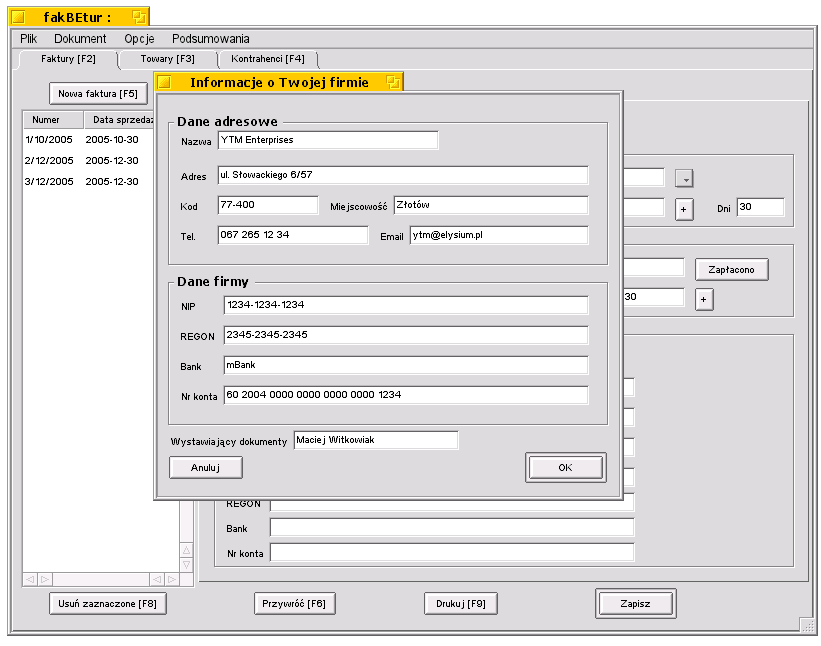 fakBEtur :
Plik Dokument Opcje Podsumowania
Faktury [F2] Towary [F3] Kontrahenci [F4]
Nowa faktura [F5]
Numer Data sprzedaż
1/10/2005 2005-10-30
2/12/2005 2005-12-30
3/12/2005 2005-12-30
Informacje o Twojej firmie
Dane adresowe
Nazwa YTM Enterprises
Adres ul. Słowackiego 6/57
Kod 77-400 Miejscowość Złotów
Tel. 067 265 12 34 Email ytm@elysium.pl
Dane firmy
NIP 1234-1234-1234
REGON 2345-2345-2345
Bank mBank
Nr konta 60 2004 0000 0000 0000 0000 1234
Wystawiający dokumenty Maciej Witkowiak
Anuluj OK
+ Dni 30
Zapłacono
30 +
REGON
Bank
Nr konta
Usuń zaznaczone [F8] Przywróć [F6] Drukuj [F9] Zapisz